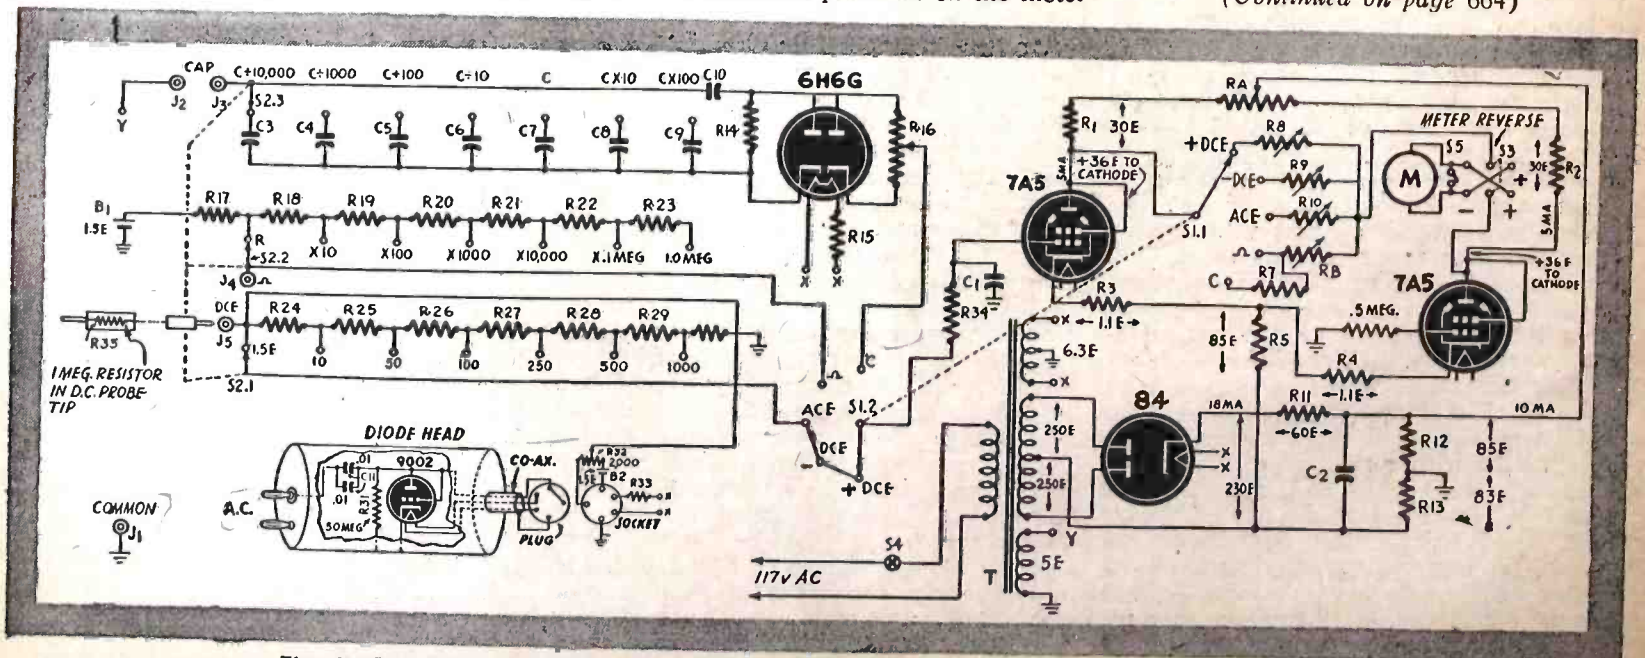 (Continued on page 664)
CAP
J2
J3
Y
C÷10,000
C÷1000
C÷100
C÷10
C
CX10
CX100
C10
S2.3
C3
C4
C5
C6
C7
C8
C9
R14
6H6G
R16
R15
X
X
B1
1.5E
R17
R18
R19
R20
R21
R22
R23
R
S2.2
X10
X100
X1000
X10,000
X.1MEG
1.0MEG
J4
Ω
DCE
J5
1.5E
R24
R25
R26
R27
R28
R29
10
50
100
250
500
1000
S2.1
R35
1 MEG. RESISTOR
IN D.C. PROBE
TIP
Ω
C
ACE
S1.2
DCE
-
+DCE
DIODE HEAD
.01
.01
C11
9002
R31
50MEG
A.C.
CO-AX.
PLUG
R32
2000
1.5E
B2
R33
X
X
SOCKET
COMMON
J1
117v AC
S4
T
X
6.3E
X
250E
250E
Y
5E
84
X
X
18MA
230E
R11
60E
C2
R12
R13
10MA
85E
83E
R1
30E
5MA
+36E TO
CATHODE
7A5
C1
R34
R3
1.1E
85E
R5
RA
+DCE
-DCE
ACE
Ω
C
S1.1
R8
R9
R10
RB
R7
METER REVERSE
M
S5
S3
+
-
+
30E
R2
5MA
+36E
TO
CATHODE
7A5
.5MEG.
R4
1.1E